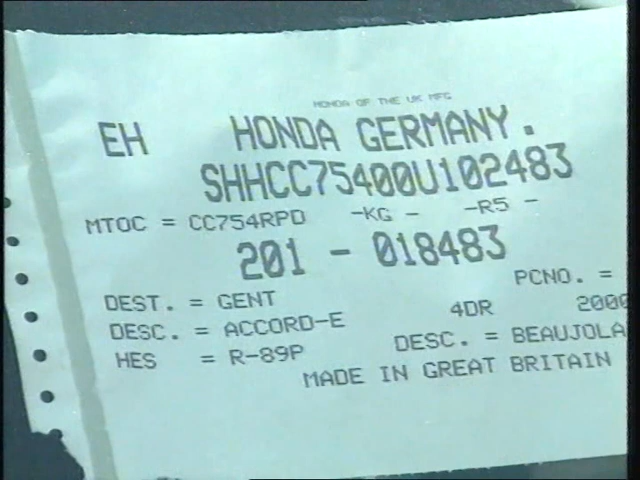 HONDA OF THE UK MFG
EH HONDA GERMANY.
SHHCC75400U102483
MTOC = CC754RPD -KG - -R5 -
201 - 018483
PCNO. =
DEST. = GENT 4DR 2000
DESC. = ACCORD-E DESC. = BEAUJOLA
HES = R-89P
MADE IN GREAT BRITAIN